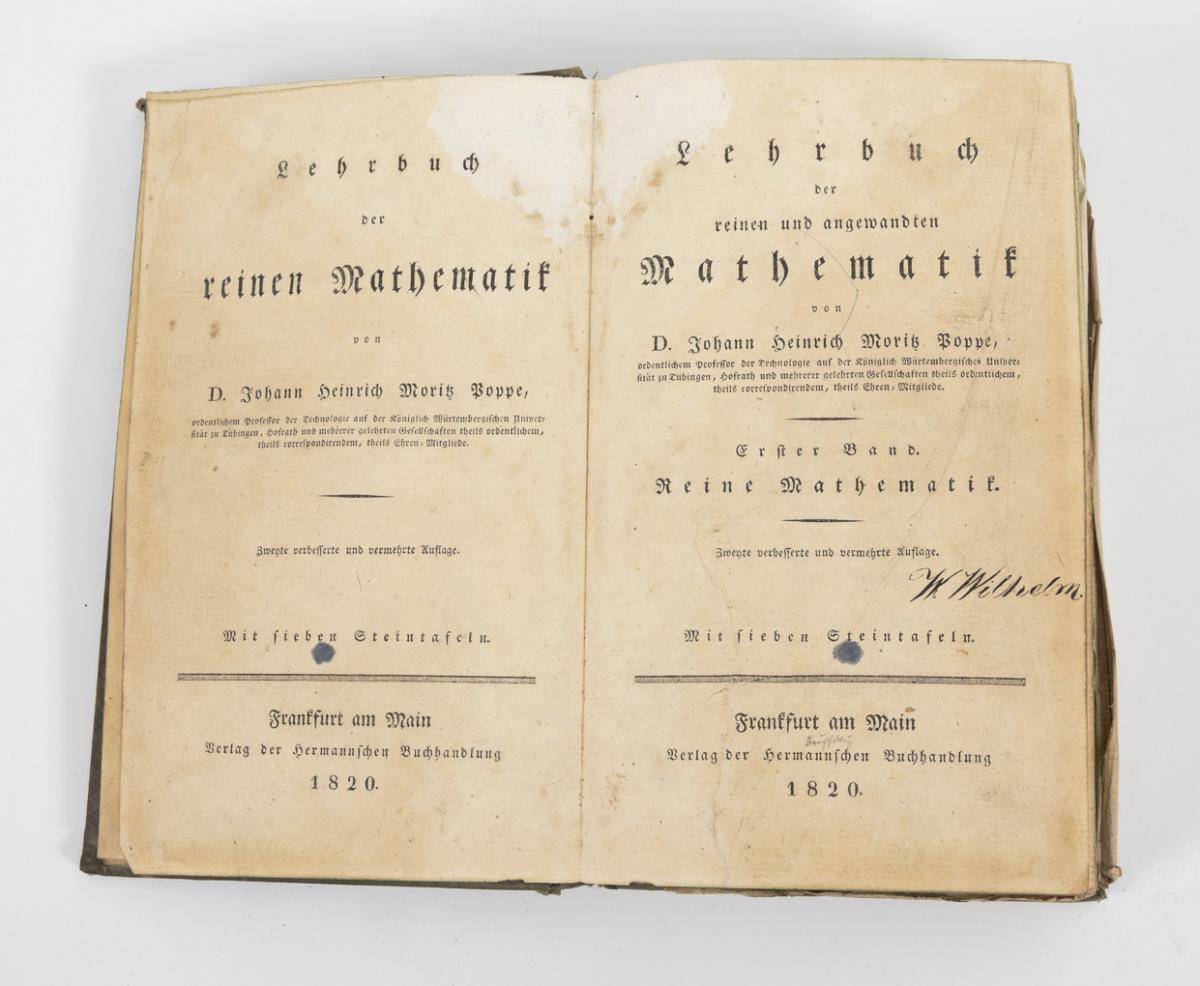 Lehrbuch
der
reinen Mathematik
von
D. Johann Heinrich Moritz Poppe,
ordentlichem Professor der Technologie auf der Königlich Würtembergischen Univer-
sität zu Tübingen, Hofrath und mehrerer gelehrten Gesellschaften theils ordentlichem,
theils correspondirendem, theils Ehren-Mitgliede.
Zweyte verbesserte und vermehrte Auflage.
Mit sieben Steintafeln.
Frankfurt am Main
Verlag der Hermannschen Buchhandlung
1820.
Lehrbuch
der
reinen und angewandten
Mathematik
von
D. Johann Heinrich Moritz Poppe,
ordentlichem Professor der Technologie auf der Königlich Würtembergischen Univer-
sität zu Tübingen, Hofrath und mehrerer gelehrten Gesellschaften theils ordentlichem,
theils correspondirendem, theils Ehren-Mitgliede.
Erster Band.
Reine Mathematik.
Zweyte verbesserte und vermehrte Auflage.
W. Wilhelm.
Mit sieben Steintafeln.
Frankfurt am Main
Verlag der Hermannschen Buchhandlung
1820.